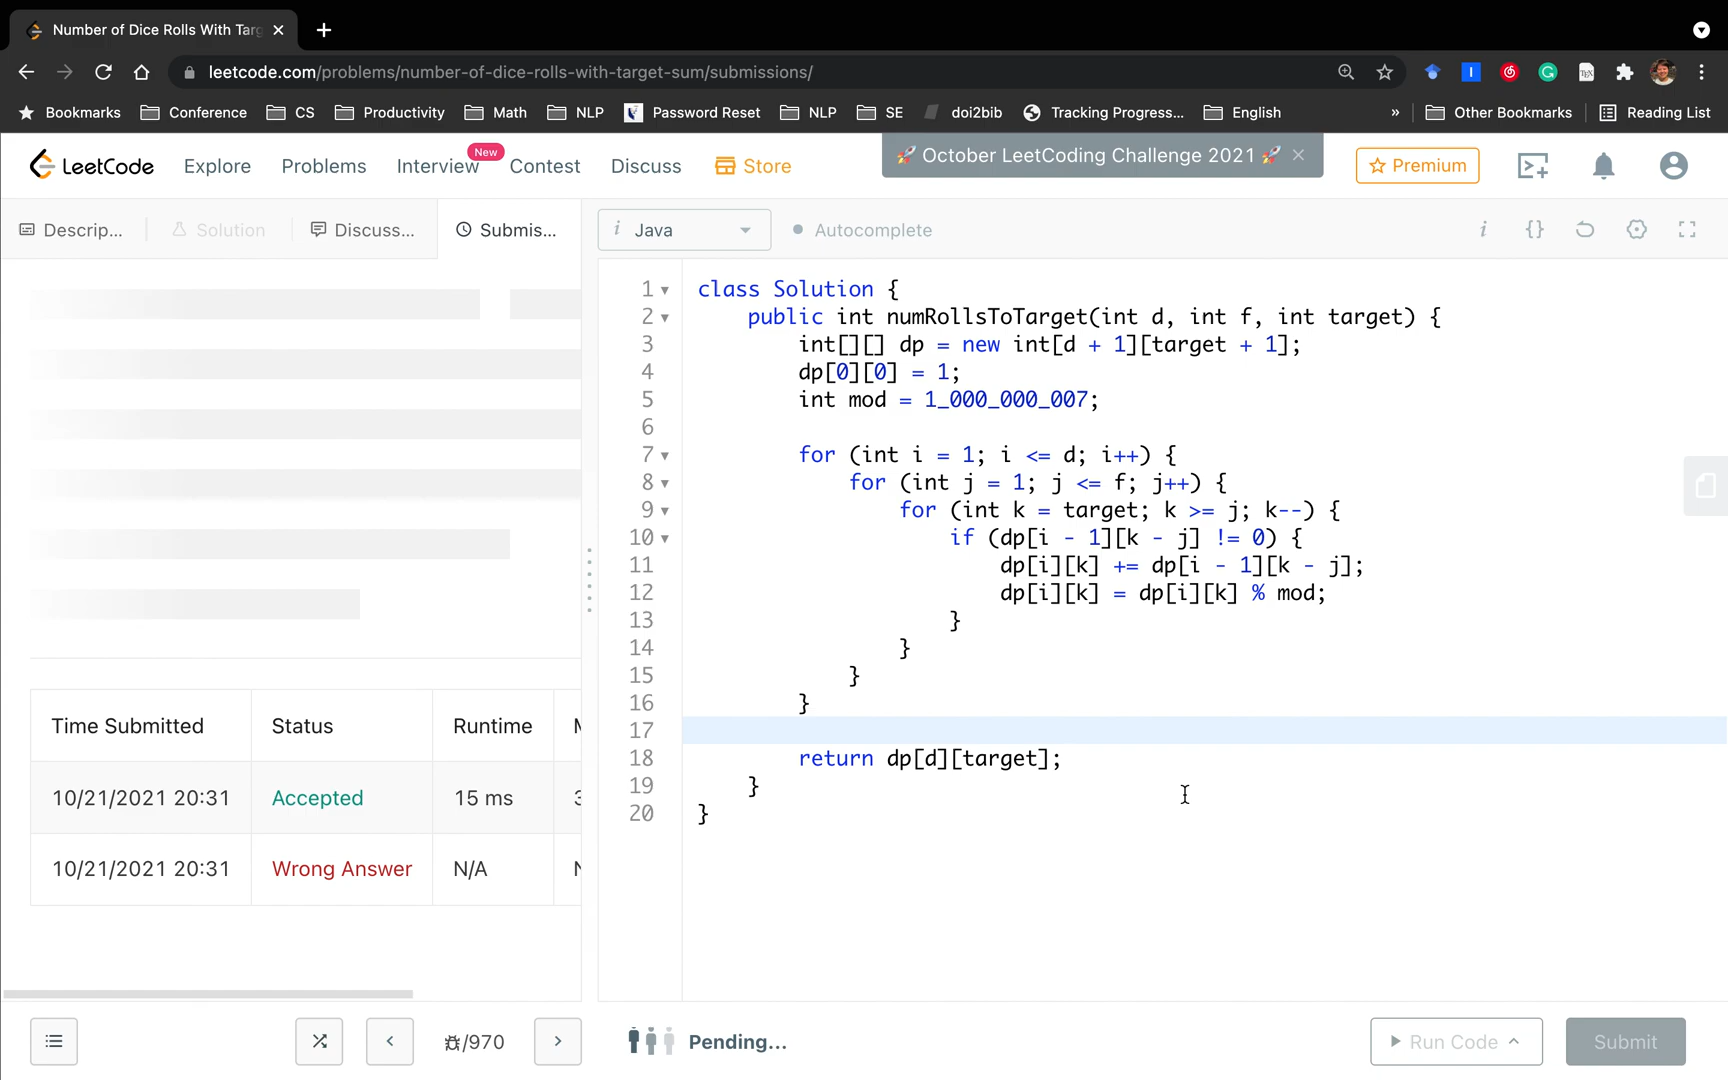 Number of Dice Rolls With Targ
leetcode.com/problems/number-of-dice-rolls-with-target-sum/submissions/
Bookmarks Conference CS Productivity Math NLP Password Reset NLP SE doi2bib Tracking Progress... English » Other Bookmarks Reading List
LeetCode Explore Problems Interview New Contest Discuss Store 🚀 October LeetCoding Challenge 2021 🚀 Premium
Descrip... Solution Discuss... Submis... i Java Autocomplete i {}
1 class Solution {
2 public int numRollsToTarget(int d, int f, int target) {
3 int[][] dp = new int[d + 1][target + 1];
4 dp[0][0] = 1;
5 int mod = 1_000_000_007;
6
7 for (int i = 1; i <= d; i++) {
8 for (int j = 1; j <= f; j++) {
9 for (int k = target; k >= j; k--) {
10 if (dp[i - 1][k - j] != 0) {
11 dp[i][k] += dp[i - 1][k - j];
12 dp[i][k] = dp[i][k] % mod;
13 }
14 }
15 }
16 }
17
18 return dp[d][target];
19 }
20 }
Time Submitted Status Runtime
10/21/2021 20:31 Accepted 15 ms
10/21/2021 20:31 Wrong Answer N/A
/970 Pending... Run Code Submit